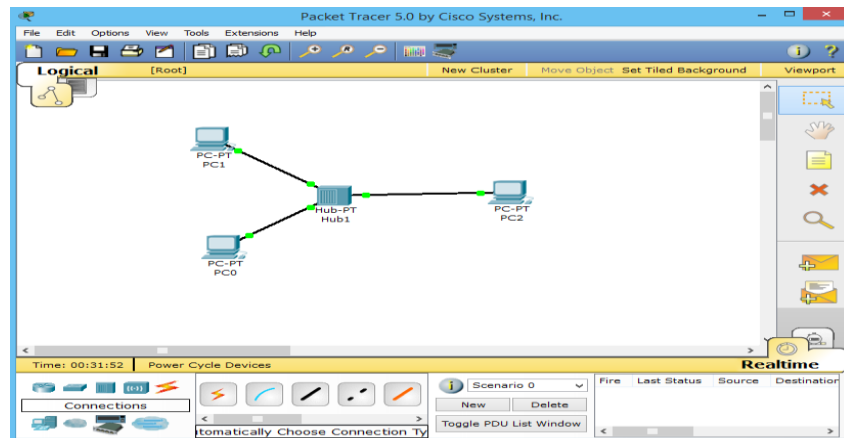 Packet Tracer 5.0 by Cisco Systems, Inc.
File Edit Options View Tools Extensions Help
Logical [Root] New Cluster Move Object Set Tiled Background Viewport
PC-PT
PC1
Hub-PT
Hub1
PC-PT
PC2
PC-PT
PC0
Time: 00:31:52 Power Cycle Devices Realtime
Connections
itomatically Choose Connection Ty
Scenario 0
New Delete
Toggle PDU List Window
Fire Last Status Source Destination